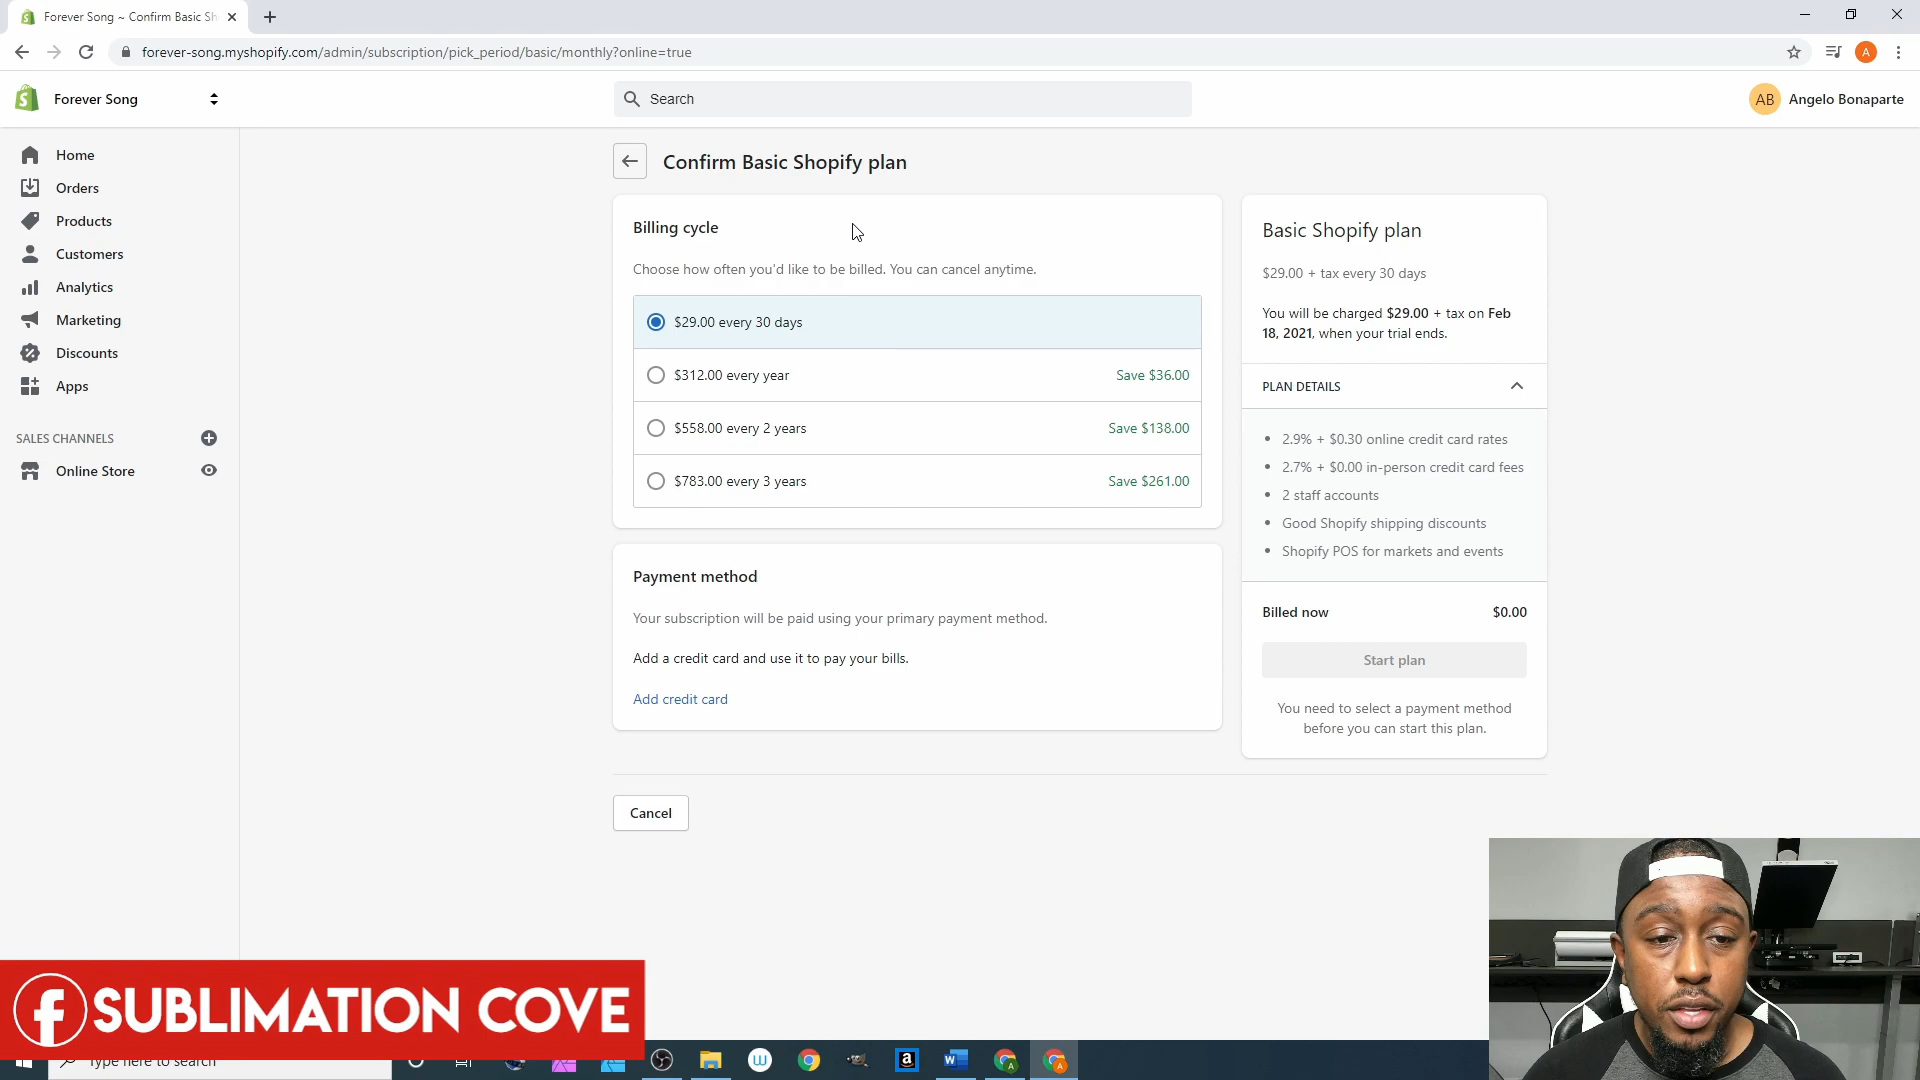 Forever Song ~ Confirm Basic Sh
forever-song.myshopify.com/admin/subscription/pick_period/basic/monthly?online=true
A
Forever Song
Search
AB
Angelo Bonaparte
Home
Orders
Products
Customers
Analytics
Marketing
Discounts
Apps
SALES CHANNELS
Online Store
Confirm Basic Shopify plan
Billing cycle
Choose how often you'd like to be billed. You can cancel anytime.
$29.00 every 30 days
$312.00 every year
Save $36.00
$558.00 every 2 years
Save $138.00
$783.00 every 3 years
Save $261.00
Payment method
Your subscription will be paid using your primary payment method.
Add a credit card and use it to pay your bills.
Add credit card
Cancel
Basic Shopify plan
$29.00 + tax every 30 days
You will be charged $29.00 + tax on Feb
18, 2021, when your trial ends.
PLAN DETAILS
2.9% + $0.30 online credit card rates
2.7% + $0.00 in-person credit card fees
2 staff accounts
Good Shopify shipping discounts
Shopify POS for markets and events
Billed now
$0.00
Start plan
You need to select a payment method
before you can start this plan.
SUBLIMATION COVE
Type here to search